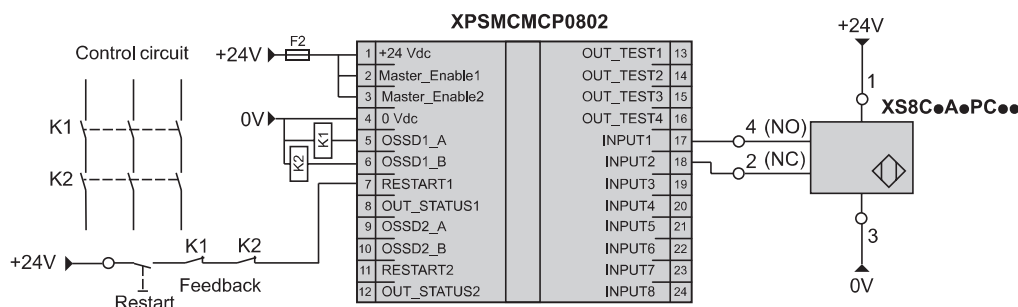 XPSMCMCP0802
+24V
Control circuit
+24V
F2
1 +24 Vdc
OUT_TEST1 13
2 Master_Enable1
OUT_TEST2 14
3 Master_Enable2
OUT_TEST3 15
4 0 Vdc
OUT_TEST4 16
5 OSSD1_A
INPUT1 17
6 OSSD1_B
INPUT2 18
7 RESTART1
INPUT3 19
8 OUT_STATUS1
INPUT4 20
9 OSSD2_A
INPUT5 21
10 OSSD2_B
INPUT6 22
11 RESTART2
INPUT7 23
12 OUT_STATUS2
INPUT8 24
0V
K1
K2
K1
K2
1
XS8C●A●PC●●
4 (NO)
2 (NC)
3
0V
+24V
K1
K2
Feedback
Restart